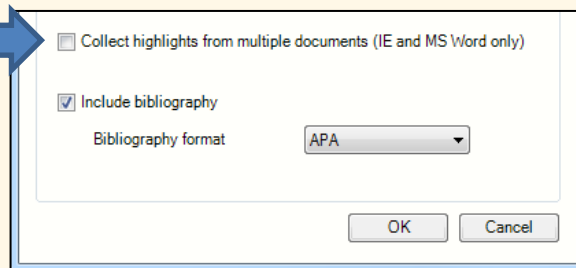 Collect highlights from multiple documents (IE and MS Word only)
Include bibliography
Bibliography format APA
OK Cancel